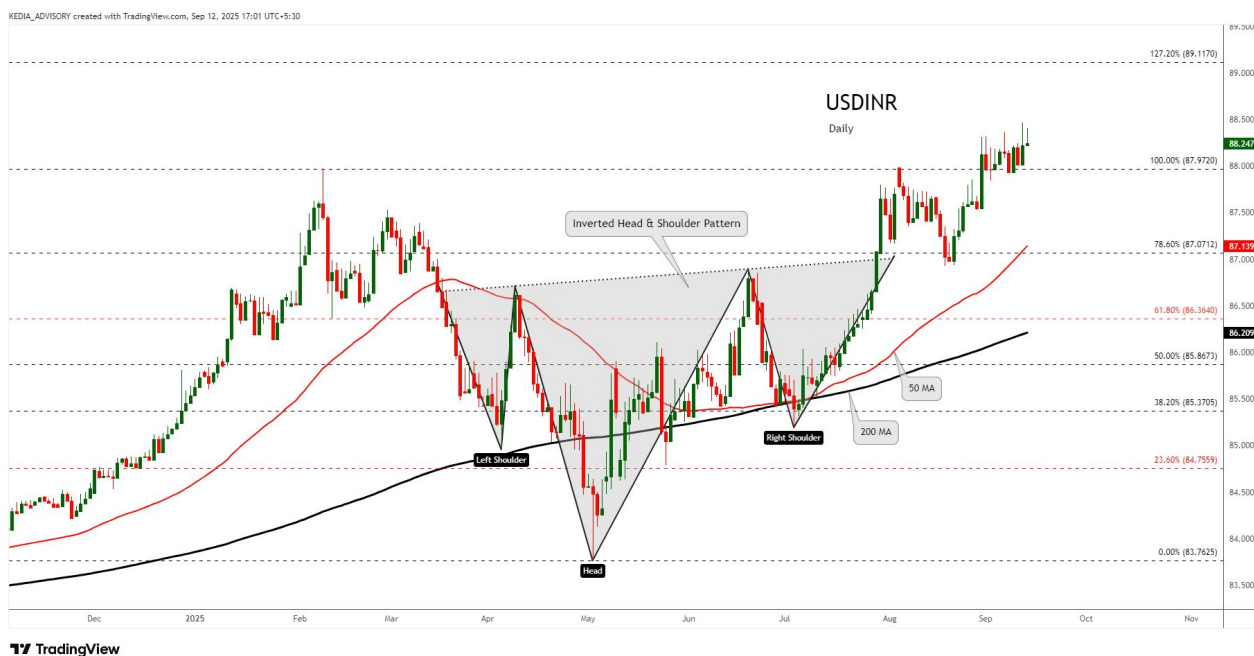 KEDIA_ADVISORY created with TradingView.com, Sep 12, 2025 17:01 UTC+5:30
89.500
127.20% (89.1170)
89.000
USDINR
Daily
88.500
88.247
100.00% (87.9720)
88.000
87.500
Inverted Head & Shoulder Pattern
87.139
78.60% (87.0712)
87.000
86.500
61.80% (86.3640)
86.209
86.000
50.00% (85.8673)
50 MA
85.500
38.20% (85.3705)
Right Shoulder
200 MA
85.000
Left Shoulder
23.60% (84.7559)
84.500
84.000
0.00% (83.7625)
Head
83.500
Dec 2025 Feb Mar Apr May Jun Jul Aug Sep Oct Nov
TradingView